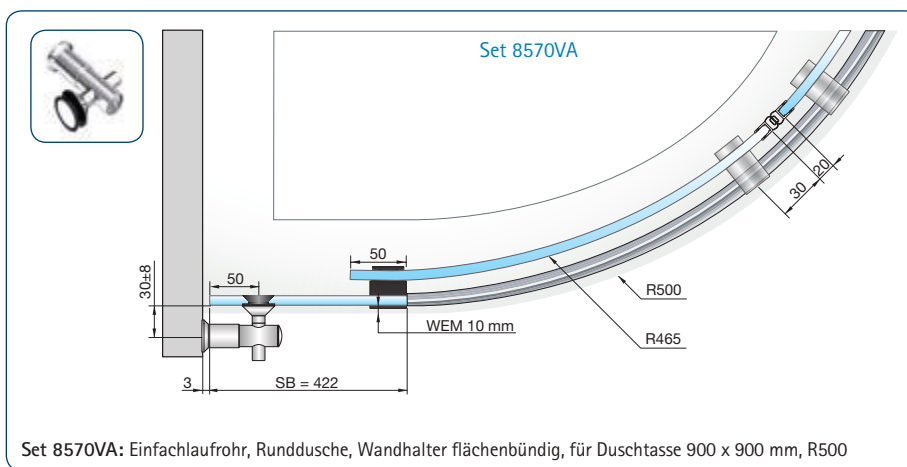 Set 8570VA
50
20
30
50
30±8
R500
WEM 10 mm
R465
3
SB = 422
Set 8570VA: Einfachlaufrohr, Runddusche, Wandhalter flächenbündig, für Duschtasse 900 x 900 mm, R500